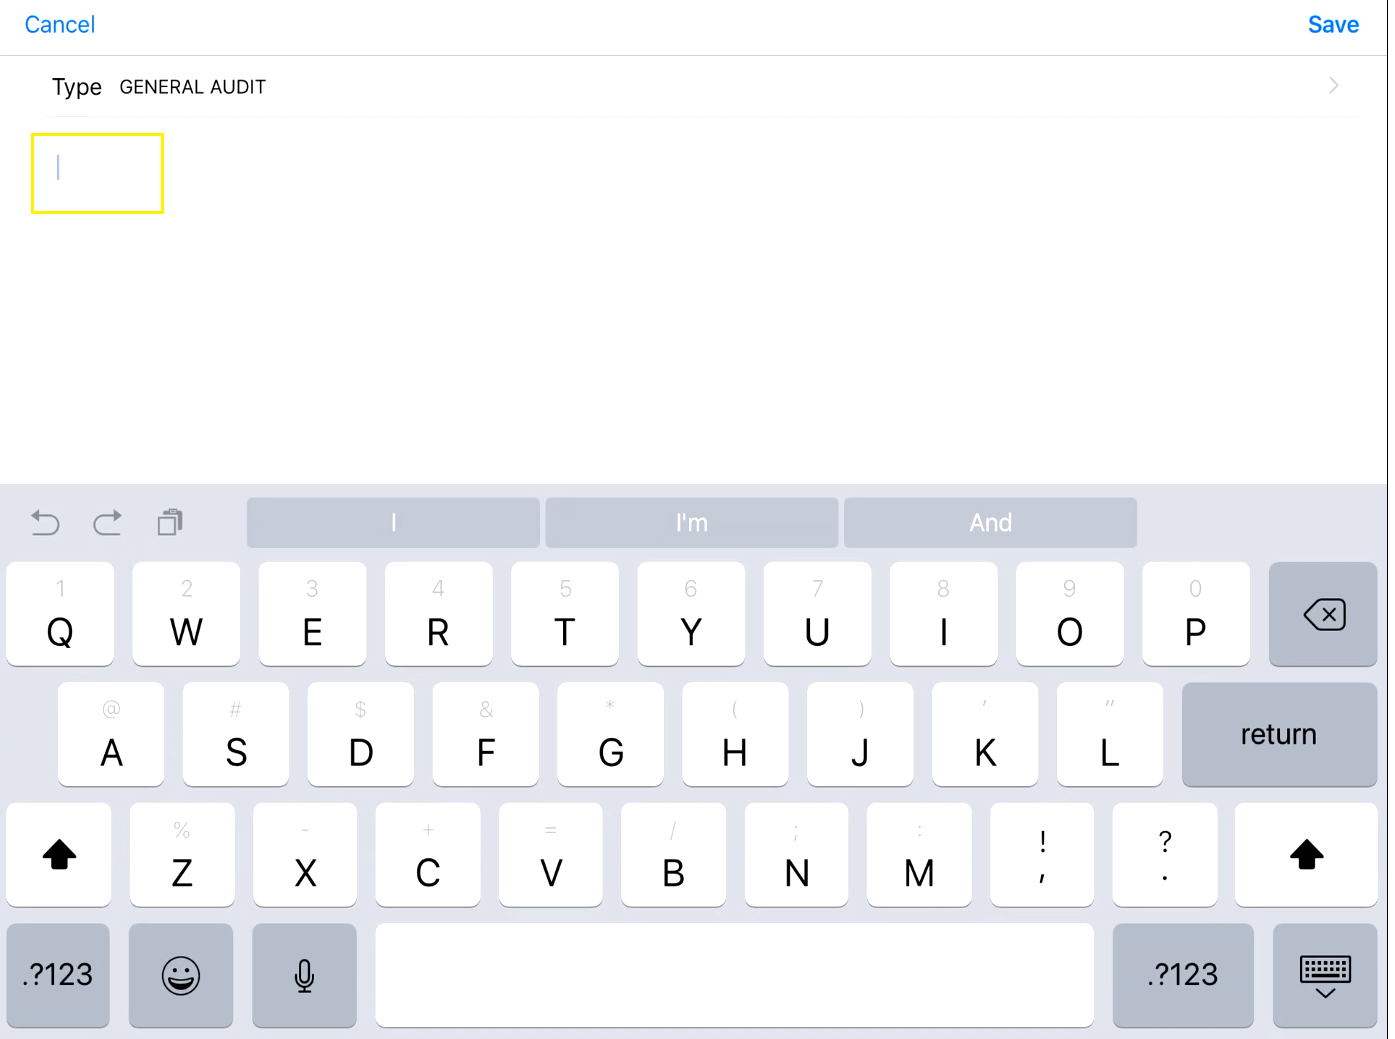 Cancel Save
Type GENERAL AUDIT
I I'm And
1 2 3 4 5 6 7 8 9 0
Q W E R T Y U I O P
@ # $ & * ( ) ' "
A S D F G H J K L return
% - + = / ; : ! ?
Z X C V B N M , .
.?123 .?123